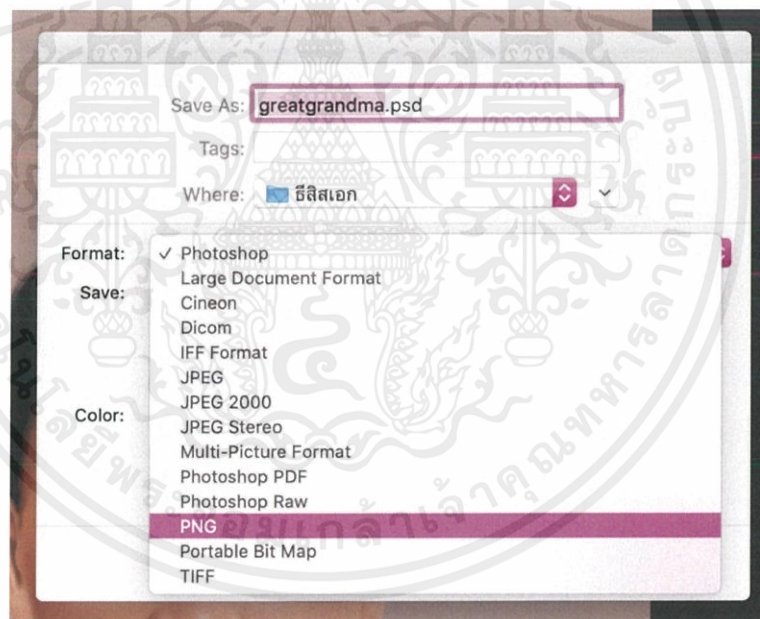 Save As: greatgrandma.psd
Tags:
Where: ธีสิสเอก
Format: ✓ Photoshop
Save: Large Document Format
Cineon
Dicom
IFF Format
JPEG
Color: JPEG 2000
JPEG Stereo
Multi-Picture Format
Photoshop PDF
Photoshop Raw
PNG
Portable Bit Map
TIFF